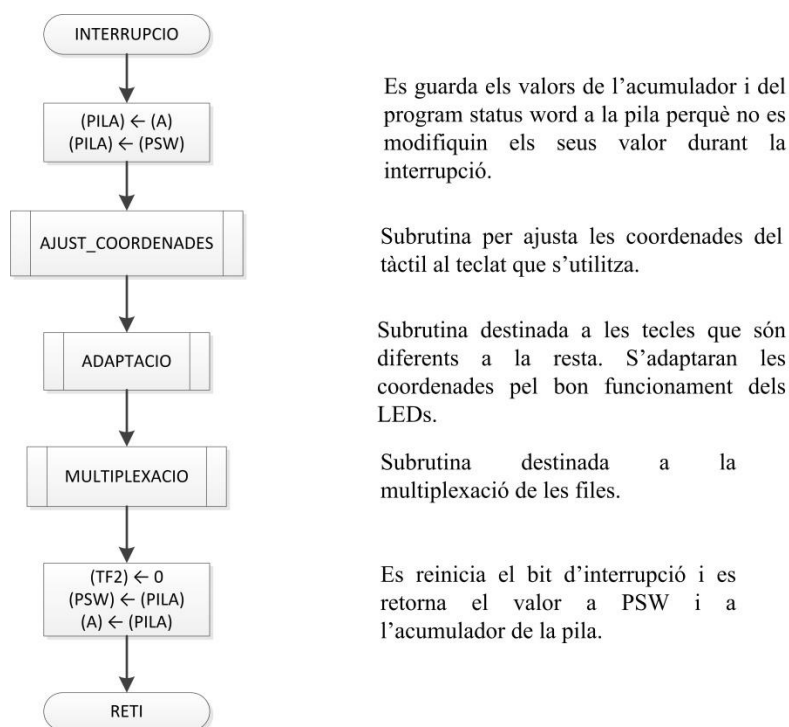 INTERRUPCIO
(PILA) ← (A)
(PILA) ← (PSW)
Es guarda els valors de l’acumulador i del
program status word a la pila perquè no es
modifiquin els seus valor durant la
interrupció.
AJUST_COORDENADES
Subrutina per ajusta les coordenades del
tàctil al teclat que s’utilitza.
ADAPTACIO
Subrutina destinada a les tecles que són
diferents a la resta. S’adaptaran les
coordenades pel bon funcionament dels
LEDs.
MULTIPLEXACIO
Subrutina destinada a la
multiplexació de les files.
(TF2) ← 0
(PSW) ← (PILA)
(A) ← (PILA)
Es reinicia el bit d’interrupció i es
retorna el valor a PSW i a
l’acumulador de la pila.
RETI